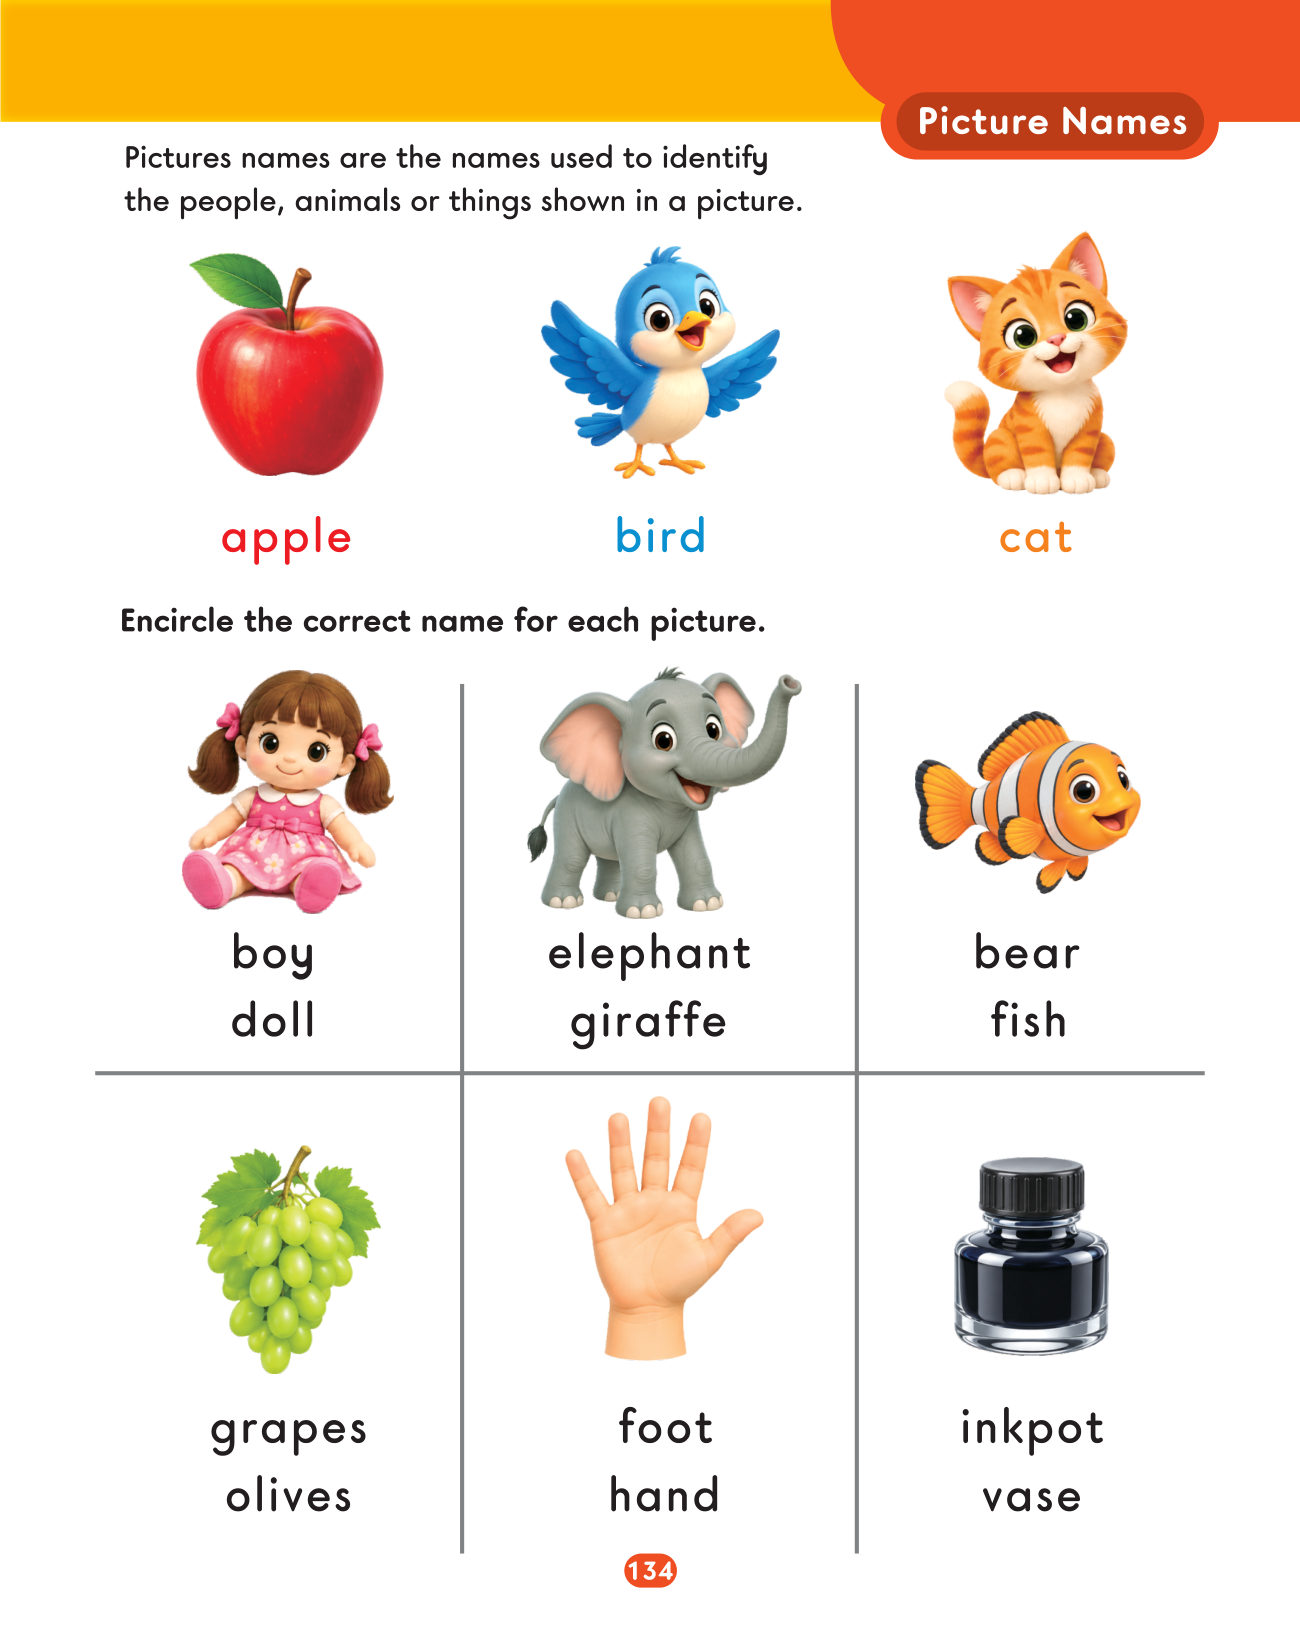 Picture Names
Pictures names are the names used to identify
the people, animals or things shown in a picture.
apple
bird
cat
Encircle the correct name for each picture.
boy
doll
elephant
giraffe
bear
fish
grapes
olives
foot
hand
inkpot
vase
134